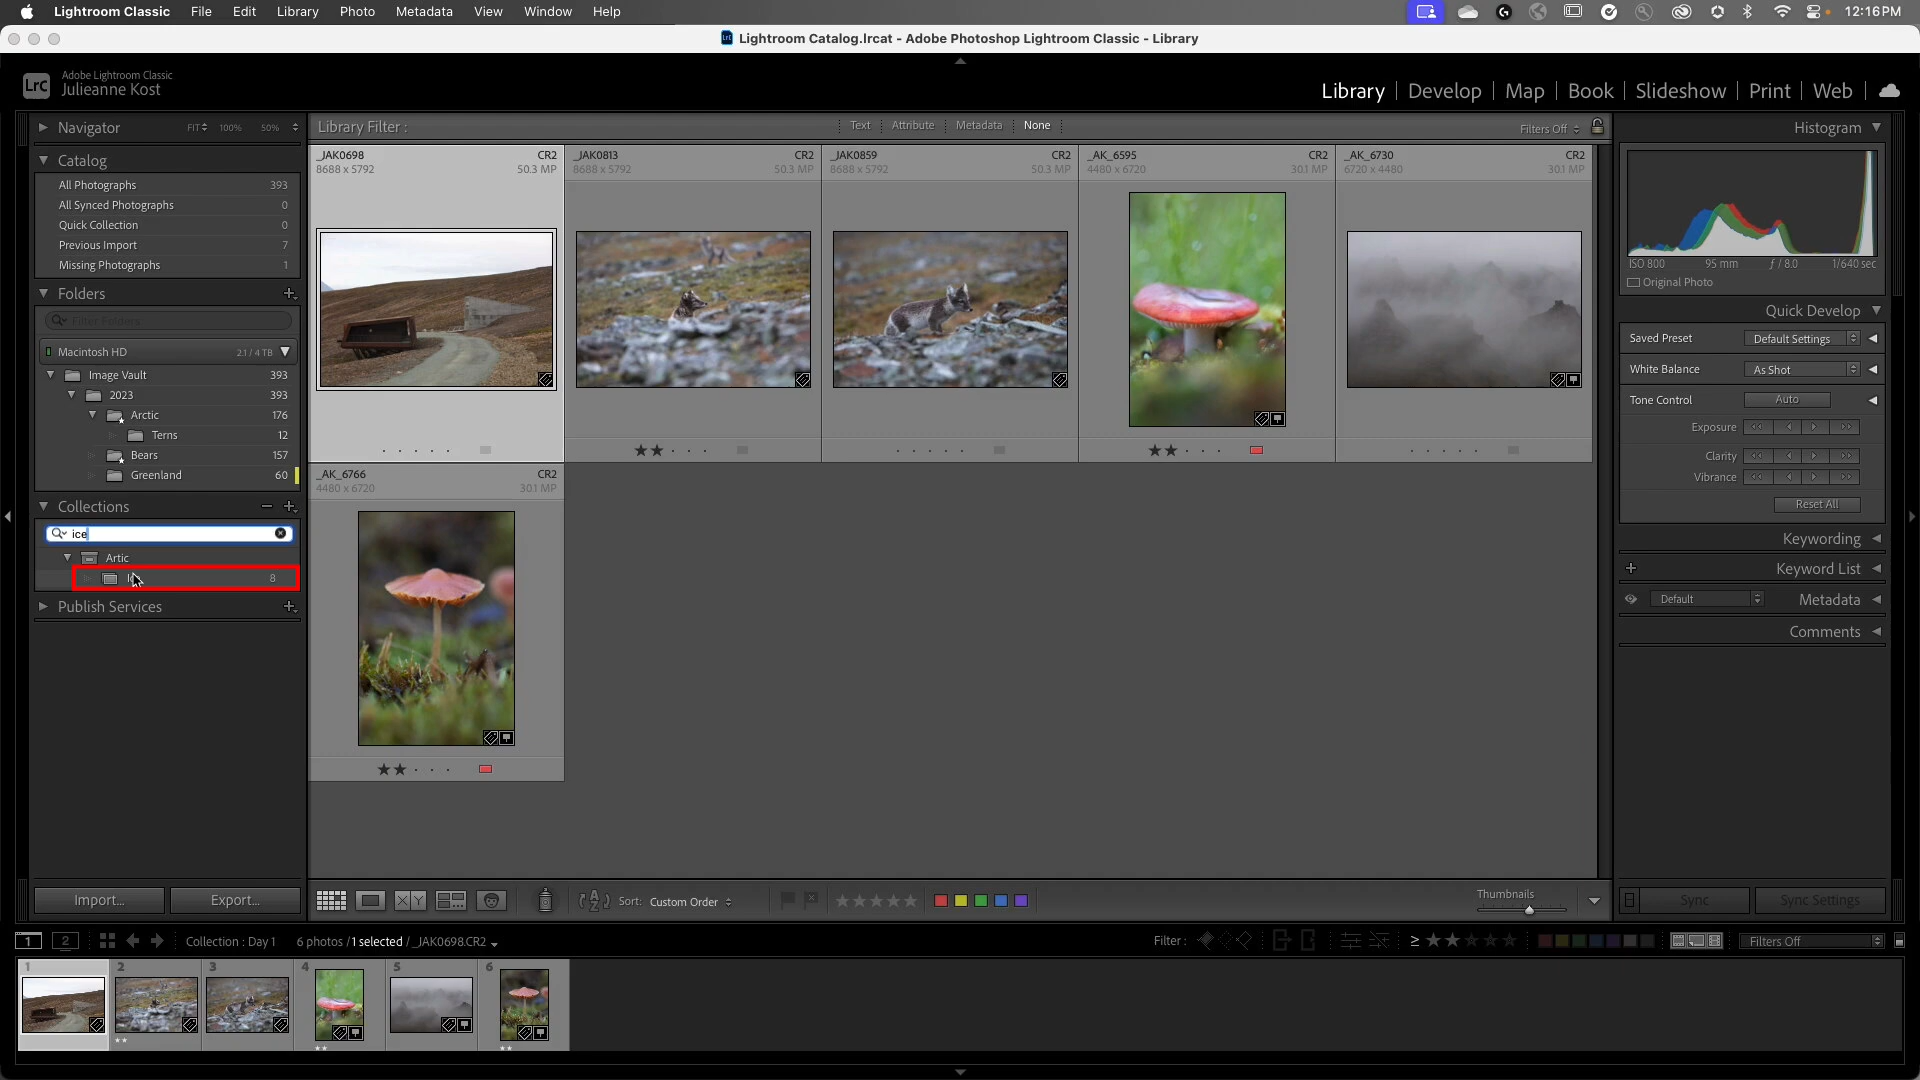 Lightroom Classic File Edit Library Photo Metadata View Window Help 12:16PM
Lightroom Catalog.lrcat - Adobe Photoshop Lightroom Classic - Library
LrC Adobe Lightroom Classic
Julieanne Kost
Library Develop Map Book Slideshow Print Web
Navigator FIT 100% 50%
Catalog
All Photographs 393
All Synced Photographs 0
Quick Collection 0
Previous Import 7
Missing Photographs 1
Folders
Filter Folders
Macintosh HD 2.1 / 4 TB
Image Vault 393
2023 393
Arctic 176
Terns 12
Bears 157
Greenland 60
Collections
ice
Artic
8
Publish Services
Import... Export...
Library Filter : Text Attribute Metadata None Filters Off
_JAK0698 CR2
8688 x 5792 50.3 MP
_JAK0813 CR2
8688 x 5792 50.3 MP
_JAK0859 CR2
8688 x 5792 50.3 MP
_AK_6595 CR2
4480 x 6720 30.1 MP
_AK_6730 CR2
6720 x 4480 30.1 MP
_AK_6766 CR2
4480 x 6720 30.1 MP
XY Sort: Custom Order Thumbnails
Histogram
ISO 800 95 mm ƒ / 8.0 1/640 sec
Original Photo
Quick Develop
Saved Preset Default Settings
White Balance As Shot
Tone Control Auto
Exposure
Clarity
Vibrance
Reset All
Keywording
Keyword List
Default Metadata
Comments
Sync Sync Settings
1 2 Collection : Day 1 6 photos / 1 selected / _JAK0698.CR2 Filter : ≥ Filters Off
1 2 3 4 5 6